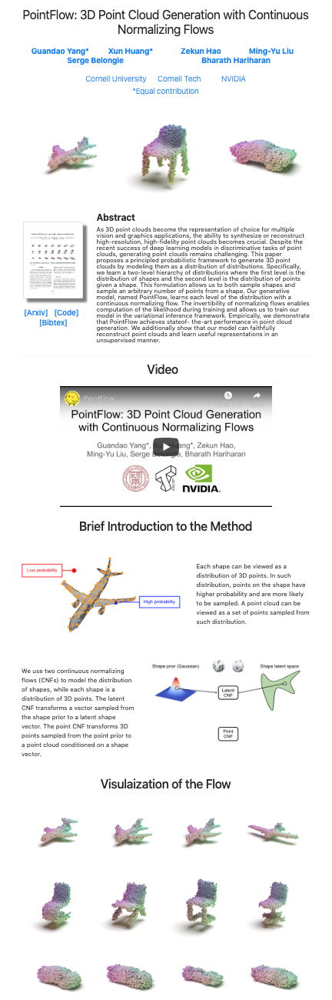 PointFlow: 3D Point Cloud Generation with Continuous
Normalizing Flows
Guandao Yang* Xun Huang* Zekun Hao Ming-Yu Liu
Serge Belongie Bharath Hariharan
Cornell University Cornell Tech NVIDIA
*Equal contribution
Abstract
As 3D point clouds become the representation of choice for multiple
vision and graphics applications, the ability to synthesize or reconstruct
high-resolution, high-fidelity point clouds becomes crucial. Despite the
recent success of deep learning models in discriminative tasks of point
clouds, generating point clouds remains challenging. This paper
proposes a principled probabilistic framework to generate 3D point
clouds by modeling them as a distribution of distributions. Specifically,
we learn a two-level hierarchy of distributions where the first level is the
distribution of shapes and the second level is the distribution of points
given a shape. This formulation allows us to both sample shapes and
sample an arbitrary number of points from a shape. Our generative
model, named PointFlow, learns each level of the distribution with a
continuous normalizing flow. The invertibility of normalizing flows enables
computation of the likelihood during training and allows us to train our
model in the variational inference framework. Empirically, we demonstrate
that PointFlow achieves stateof- the-art performance in point cloud
generation. We additionally show that our model can faithfully
reconstruct point clouds and learn useful representations in an
unsupervised manner.
[Arxiv] [Code]
[Bibtex]
Video
PointFlow
PointFlow: 3D Point Cloud Generation
with Continuous Normalizing Flows
Guandao Yang*, Xun Huang*, Zekun Hao,
Ming-Yu Liu, Serge Belongie, Bharath Hariharan
NVIDIA.
Brief Introduction to the Method
Low probability
High probability
Each shape can be viewed as a
distribution of 3D points. In such
distribution, points on the shape have
higher probability and are more likely
to be sampled. A point cloud can be
viewed as a set of points sampled from
such distribution.
We use two continuous normalizing
flows (CNFs) to model the distribution
of shapes, while each shape is a
distribution of 3D points. The latent
CNF transforms a vector sampled from
the shape prior to a latent shape
vector. The point CNF transforms 3D
points sampled from the point prior to
a point cloud conditioned on a shape
vector.
Shape prior (Gaussian) Shape latent space
Latent
CNF
Point
CNF
Visulaization of the Flow